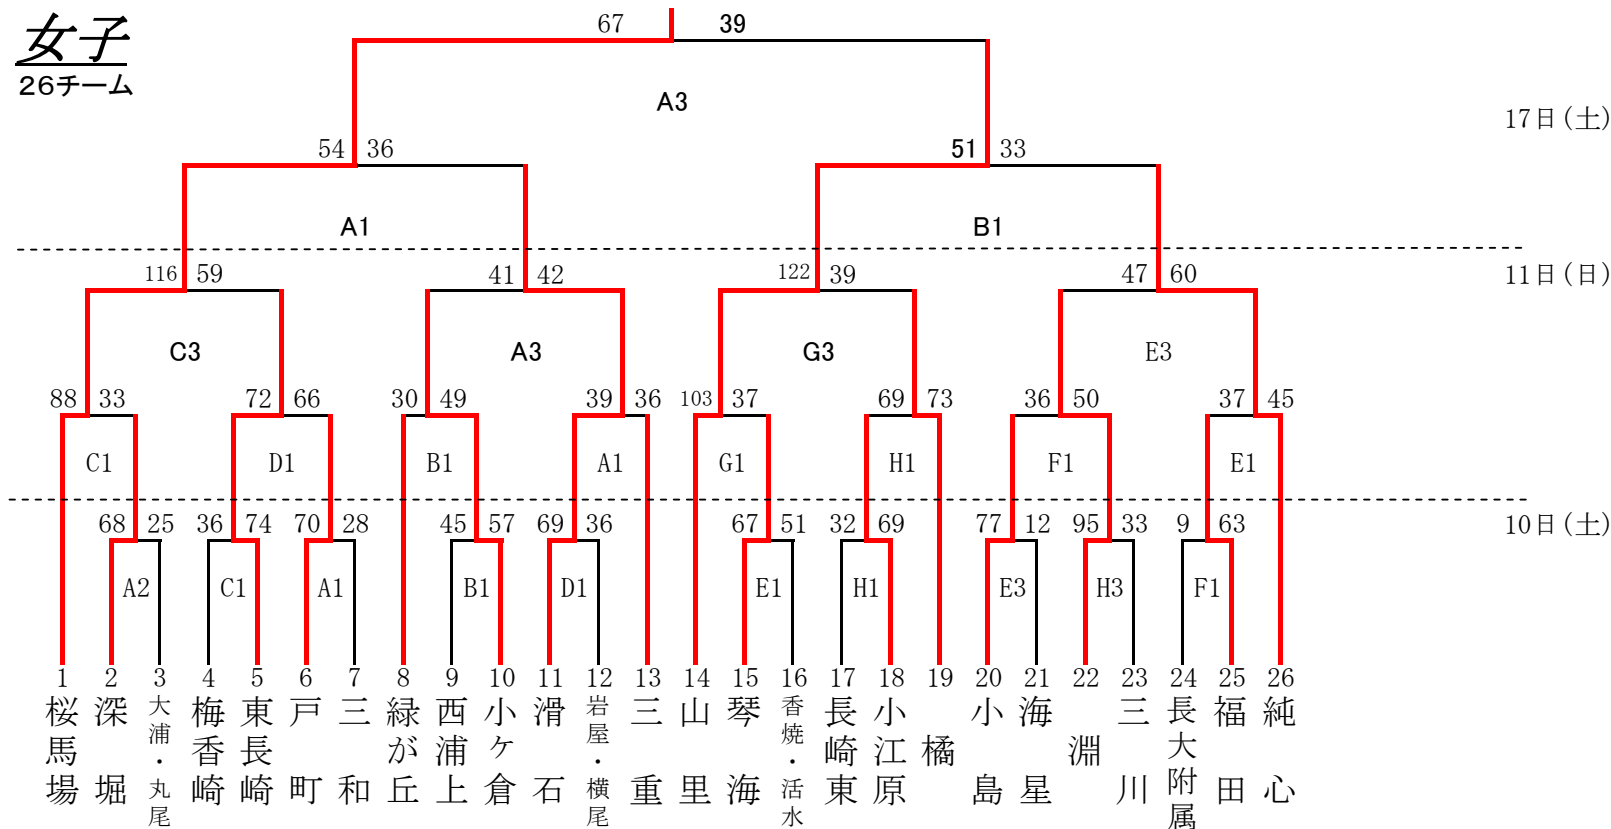 女子
26チーム
67 39
A3
17日(土)
54 36 51 33
A1 B1
116 59 41 42 122 39 47 60
11日(日)
C3 A3 G3 E3
88 33 72 66 30 49 39 36 103 37 69 73 36 50 37 45
C1 D1 B1 A1 G1 H1 F1 E1
68 25 36 74 70 28 45 57 69 36 67 51 32 69 77 12 95 33 9 63
10日(土)
A2 C1 A1 B1 D1 E1 H1 E3 H3 F1
1 2 3 4 5 6 7 8 9 10 11 12 13 14 15 16 17 18 19 20 21 22 23 24 25 26
桜馬場
深堀
大浦・丸尾
梅香崎
東長崎
戸町
三和
緑が丘
西浦上
小ケ倉
滑石
岩屋・横尾
三重
山里
琴海
香焼・活水
長崎東
小江原
橘
小島
海星
淵
三川
長大附属
福田
純心